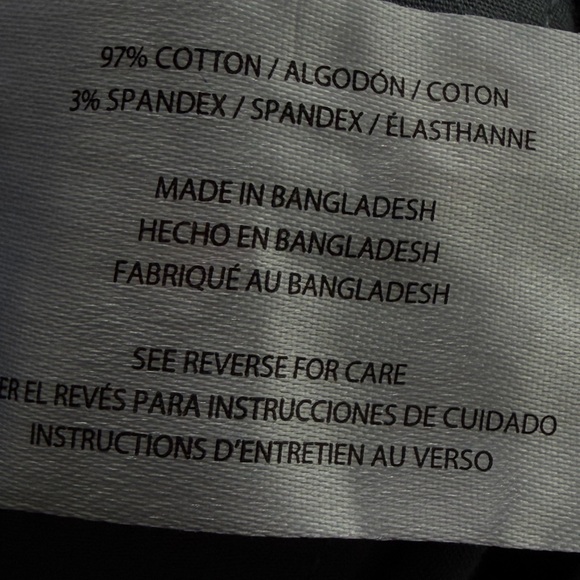 97% COTTON / ALGODÓN / COTON
3% SPANDEX / SPANDEX / ÉLASTHANNE
MADE IN BANGLADESH
HECHO EN BANGLADESH
FABRIQUÉ AU BANGLADESH
SEE REVERSE FOR CARE
ER EL REVÉS PARA INSTRUCCIONES DE CUIDADO
INSTRUCTIONS D'ENTRETIEN AU VERSO